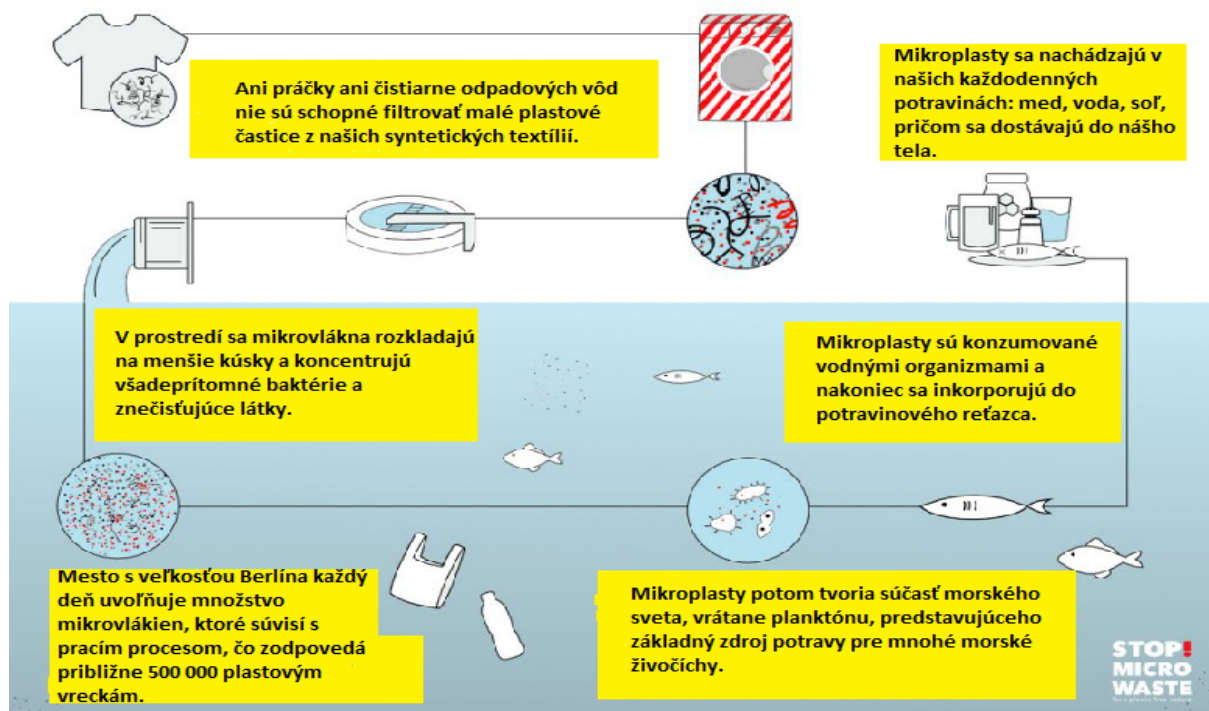 Ani práčky ani čistiarne odpadových vôd
nie sú schopné filtrovať malé plastové
častice z našich syntetických textílií.
Mikroplasty sa nachádzajú v
našich každodenných
potravinách: med, voda, soľ,
pričom sa dostávajú do nášho
tela.
V prostredí sa mikrovlákna rozkladajú
na menšie kúsky a koncentrujú
všadeprítomné baktérie a
znečisťujúce látky.
Mikroplasty sú konzumované
vodnými organizmami a
nakoniec sa inkorporujú do
potravinového reťazca.
Mesto s veľkosťou Berlína každý
deň uvoľňuje množstvo
mikrovlákien, ktoré súvisí s
pracím procesom, čo zodpovedá
približne 500 000 plastovým
vreckám.
Mikroplasty potom tvoria súčasť morského
sveta, vrátane planktónu, predstavujúceho
základný zdroj potravy pre mnohé morské
živočíchy.
STOP!
MICRO
WASTE